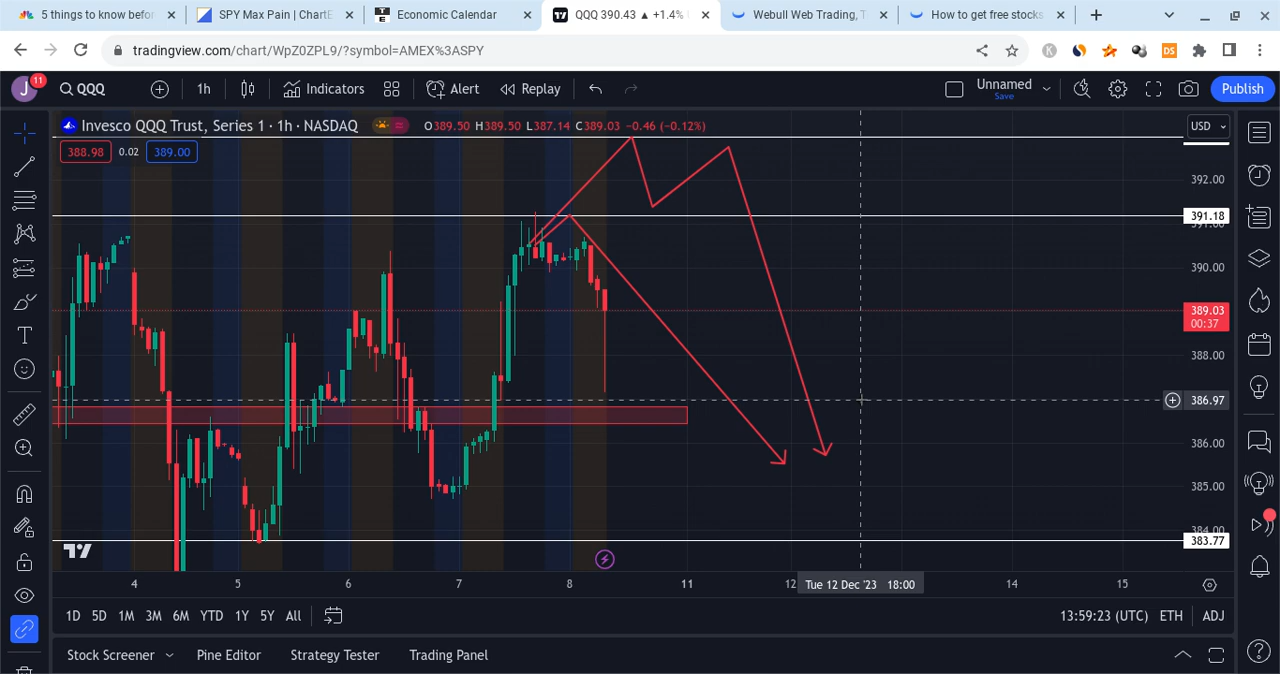 5 things to know befor
SPY Max Pain | ChartE
Economic Calendar
QQQ 390.43 ▲ +1.4%
Webull Web Trading, T
How to get free stocks
tradingview.com/chart/WpZ0ZPL9/?symbol=AMEX%3ASPY
J 11
QQQ
1h
Indicators
Alert
Replay
Unnamed
Save
Publish
Invesco QQQ Trust, Series 1 · 1h · NASDAQ
O389.50 H389.50 L387.14 C389.03 −0.46 (−0.12%)
USD
388.98 0.02 389.00
392.00
391.18
391.00
390.00
389.03
00:37
388.00
386.97
386.00
385.00
384.00
383.77
4 5 6 7 8 11 12 Tue 12 Dec '23 18:00 14 15
1D 5D 1M 3M 6M YTD 1Y 5Y All
13:59:23 (UTC) ETH ADJ
Stock Screener Pine Editor Strategy Tester Trading Panel